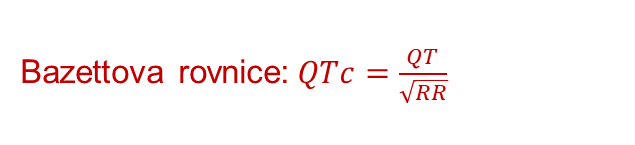 Bazettova rovnice: QTc = QT/√RR